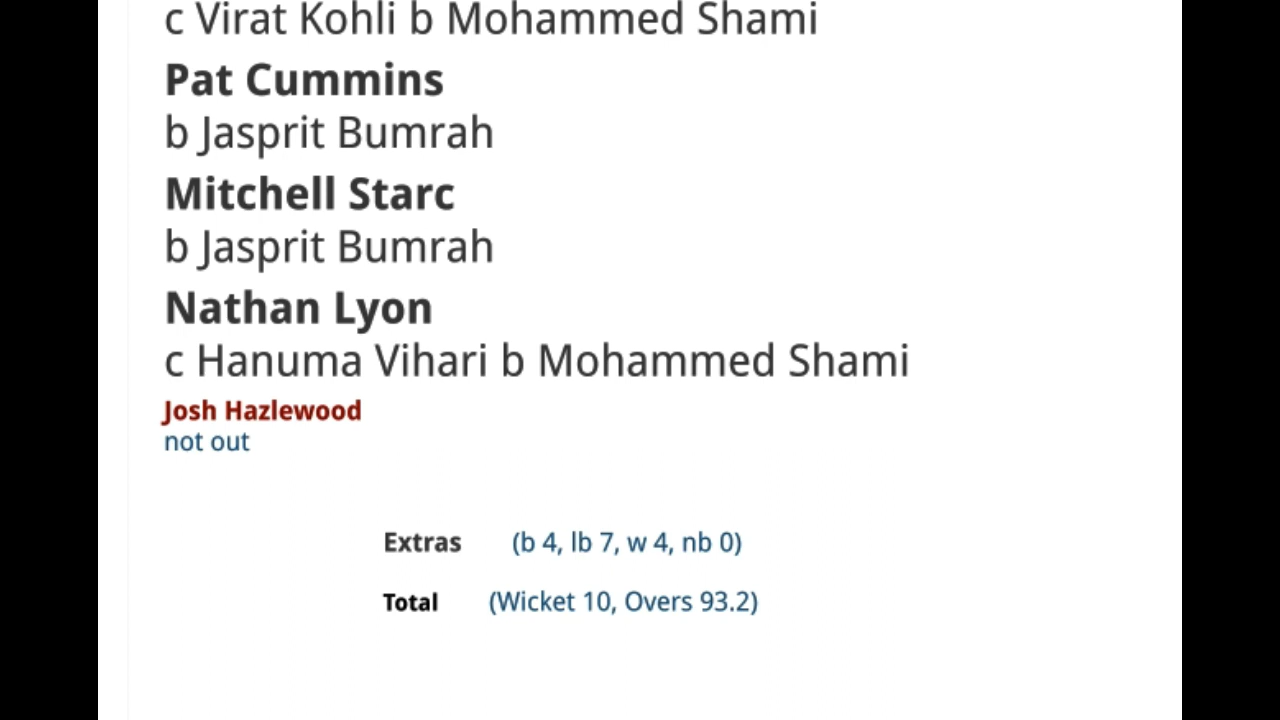 c Virat Kohli b Mohammed Shami
Pat Cummins
b Jasprit Bumrah
Mitchell Starc
b Jasprit Bumrah
Nathan Lyon
c Hanuma Vihari b Mohammed Shami
Josh Hazlewood
not out
Extras (b 4, lb 7, w 4, nb 0)
Total (Wicket 10, Overs 93.2)